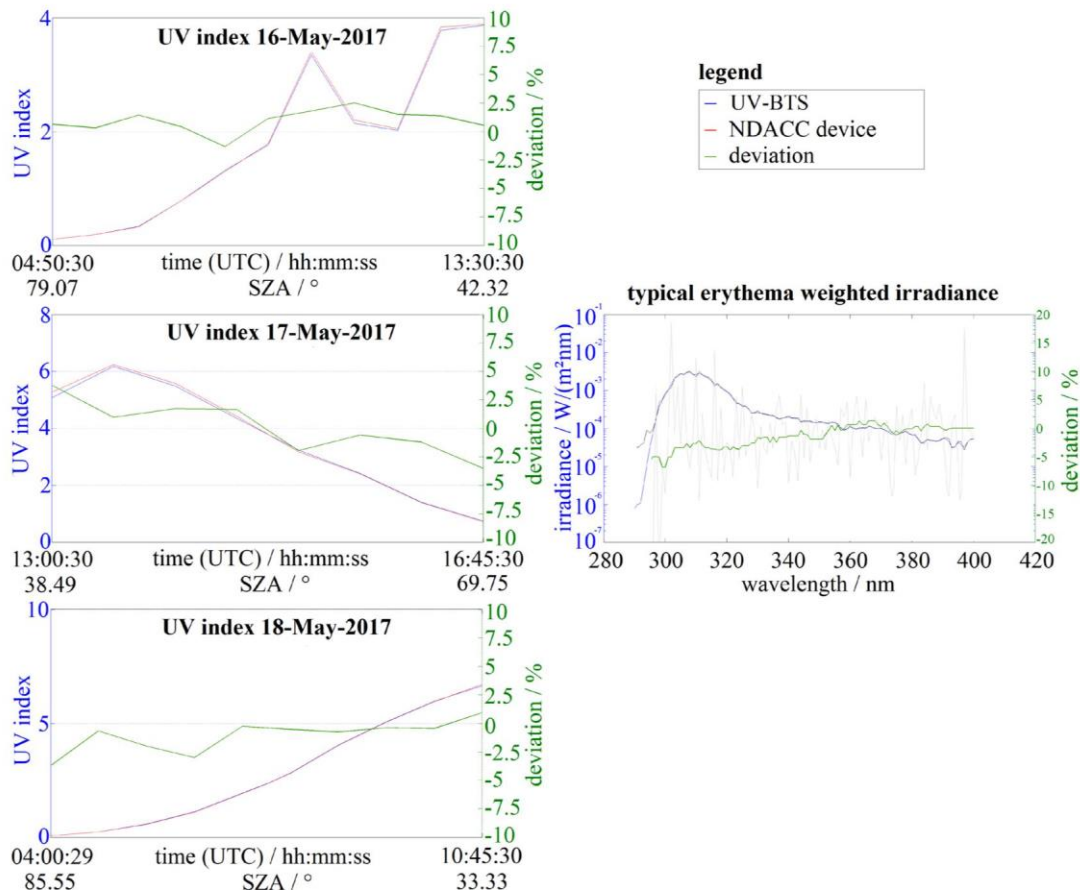 UV index 16-May-2017
UV index
4
2
0
10
7.5
5
2.5
0
-2.5
-5
-7.5
-10
deviation / %
04:50:30 time (UTC) / hh:mm:ss 13:30:30
79.07 SZA / ° 42.32
legend
UV-BTS
NDACC device
deviation
UV index 17-May-2017
UV index
8
6
4
2
0
10
7.5
5
2.5
0
-2.5
-5
-7.5
-10
deviation / %
13:00:30 time (UTC) / hh:mm:ss 16:45:30
38.49 SZA / ° 69.75
typical erythema weighted irradiance
irradiance / W/(m²nm)
10⁻¹
10⁻²
10⁻³
10⁻⁴
10⁻⁵
10⁻⁶
10⁻⁷
20
15
10
5
0
-5
-10
-15
-20
deviation / %
280 300 320 340 360 380 400 420
wavelength / nm
UV index 18-May-2017
UV index
10
5
0
10
7.5
5
2.5
0
-2.5
-5
-7.5
-10
deviation / %
04:00:29 time (UTC) / hh:mm:ss 10:45:30
85.55 SZA / ° 33.33